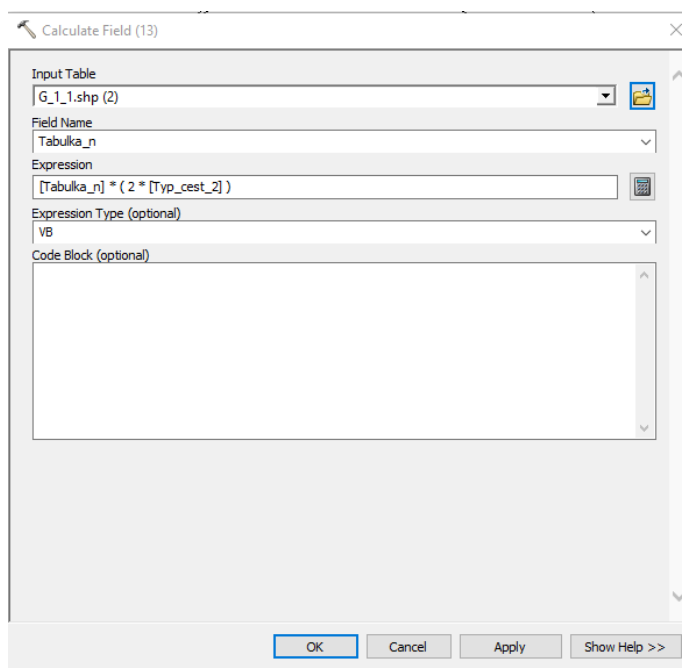 Calculate Field (13)
Input Table
G_1_1.shp (2)
Field Name
Tabulka_n
Expression
[Tabulka_n] * ( 2 * [Typ_cest_2] )
Expression Type (optional)
VB
Code Block (optional)
OK Cancel Apply Show Help >>